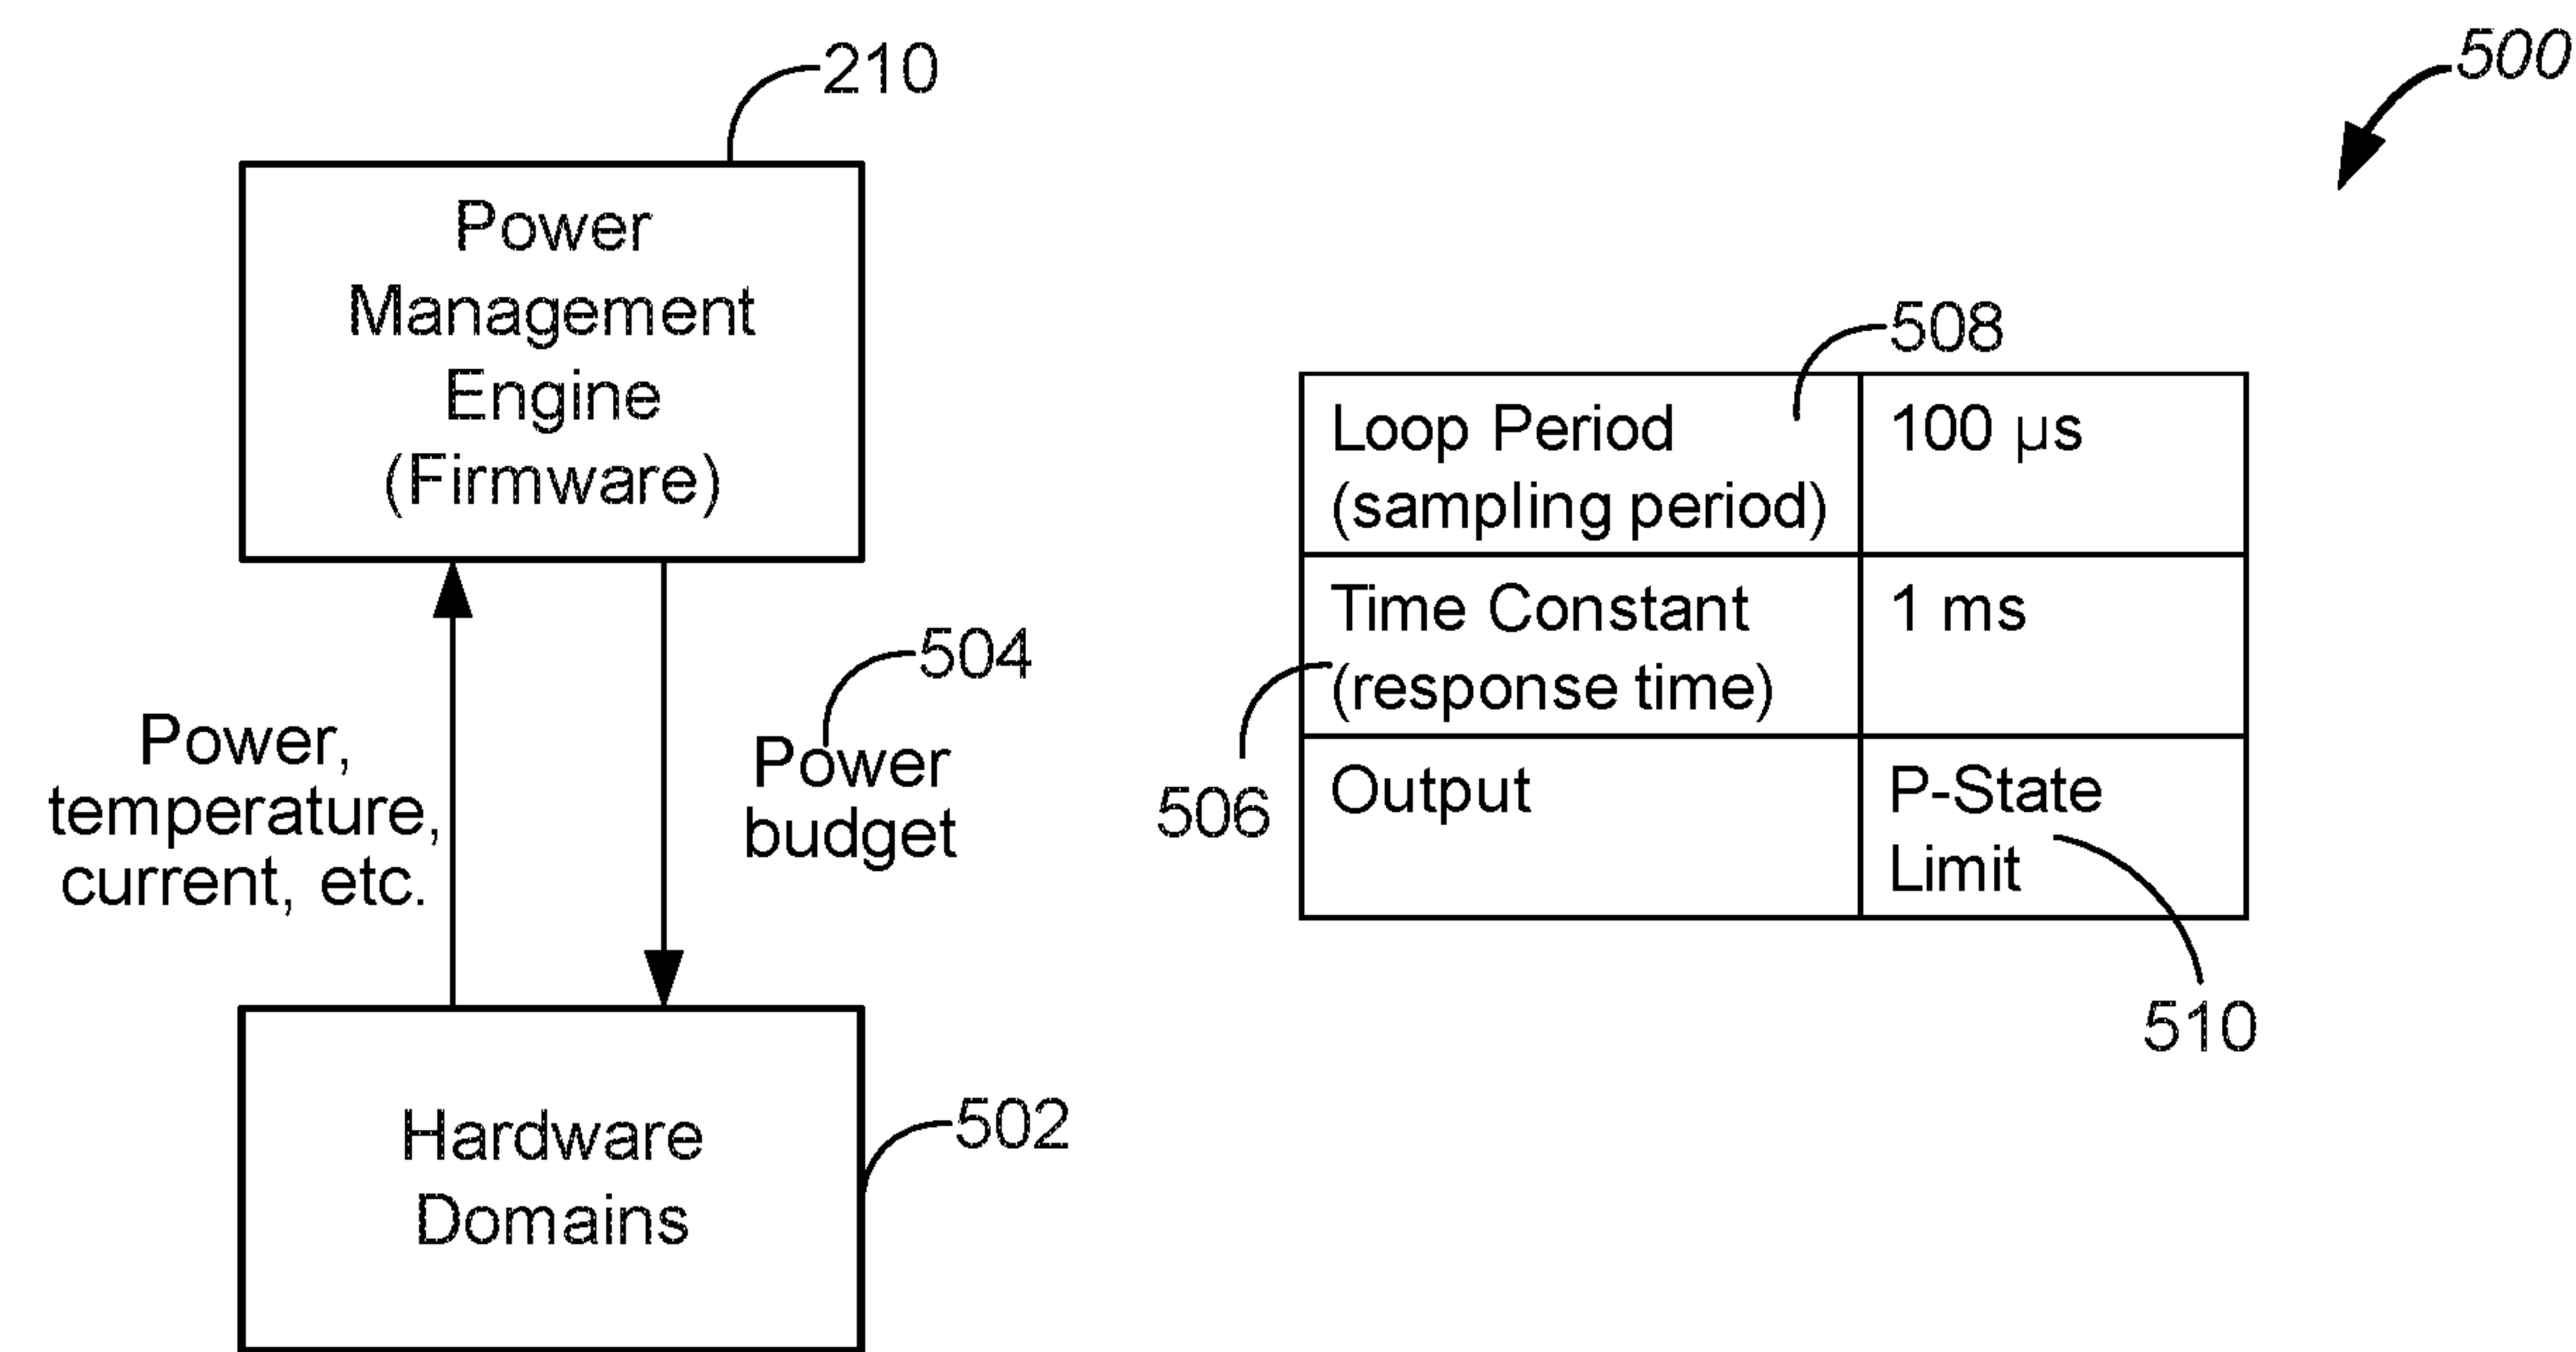 210
500
Power
Management
Engine
(Firmware)
508
Loop Period
(sampling period)
100 µs
Time Constant
(response time)
1 ms
506
Output
P-State
Limit
510
504
Power
budget
Power,
temperature,
current, etc.
Hardware
Domains
502